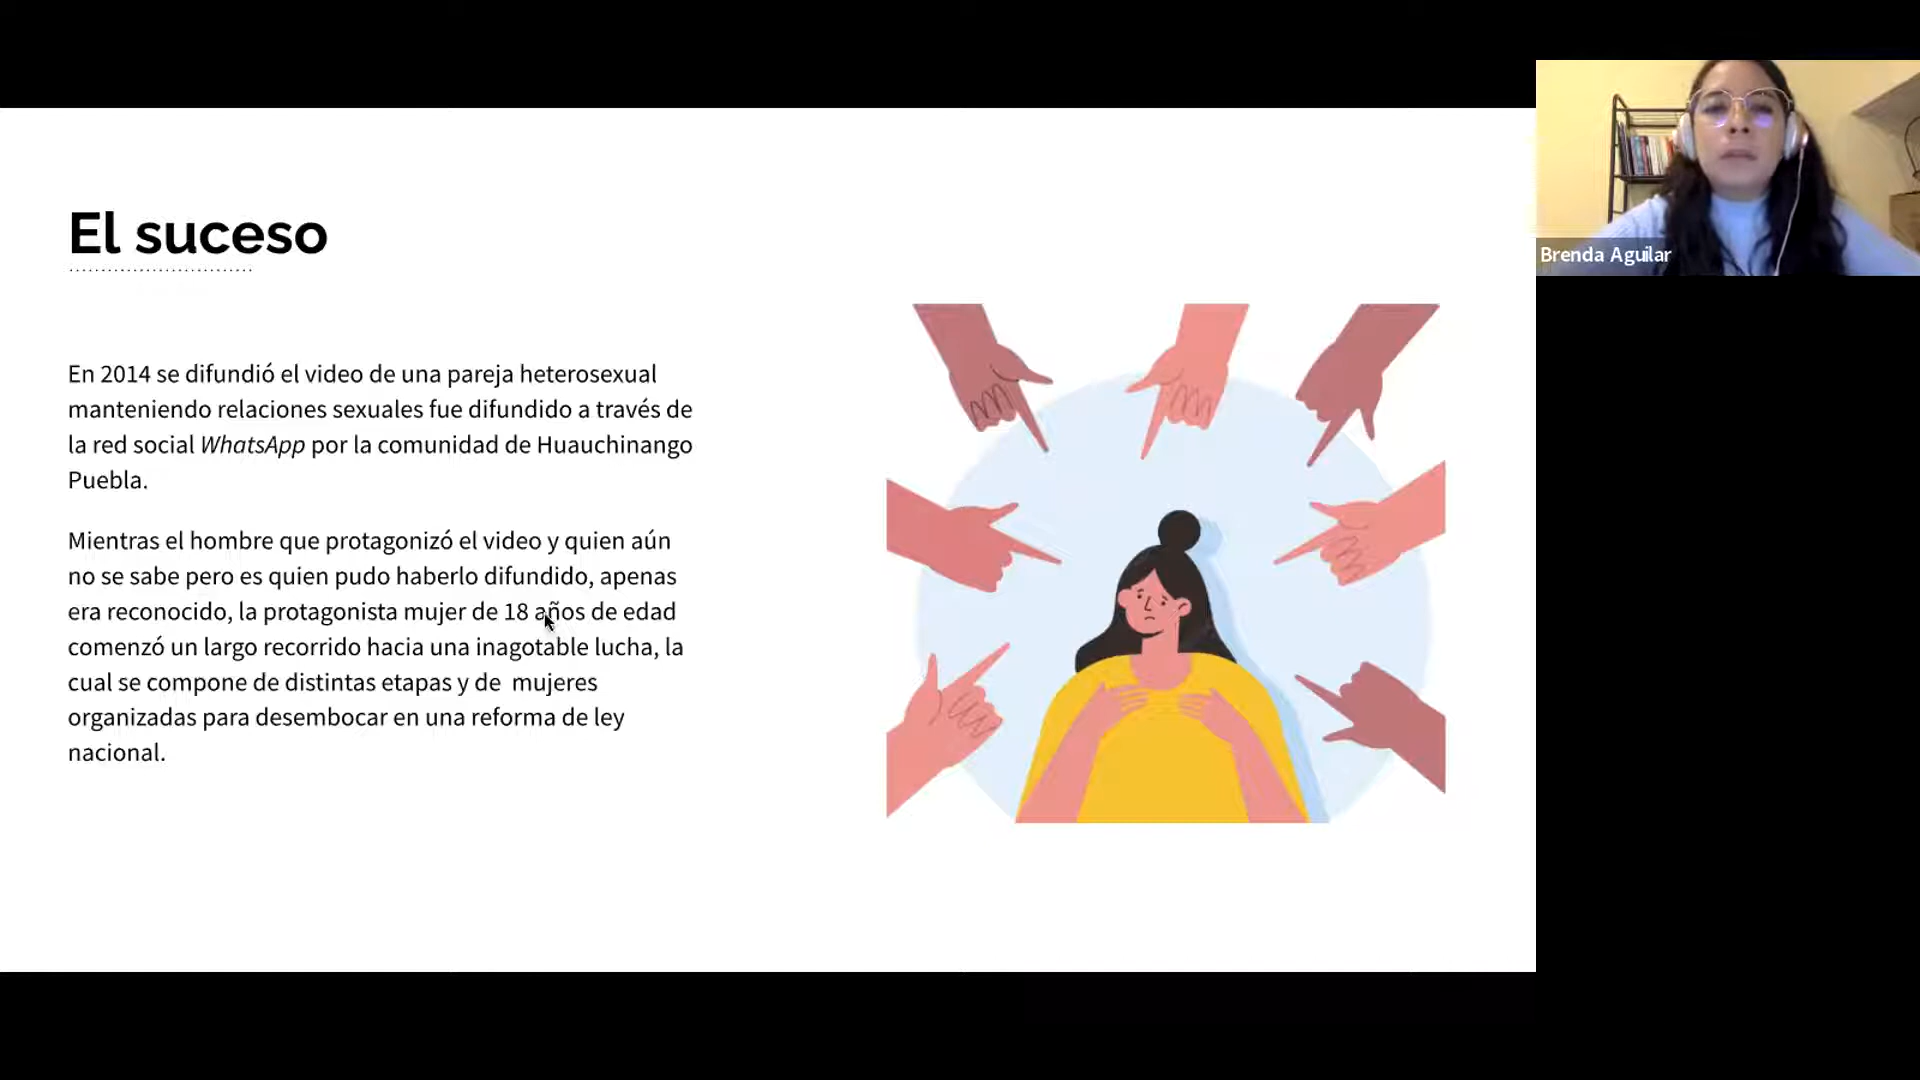 El suceso
En 2014 se difundió el video de una pareja heterosexual
manteniendo relaciones sexuales fue difundido a través de
la red social WhatsApp por la comunidad de Huauchinango
Puebla.
Mientras el hombre que protagonizó el video y quien aún
no se sabe pero es quien pudo haberlo difundido, apenas
era reconocido, la protagonista mujer de 18 años de edad
comenzó un largo recorrido hacia una inagotable lucha, la
cual se compone de distintas etapas y de  mujeres
organizadas para desembocar en una reforma de ley
nacional.
Brenda Aguilar